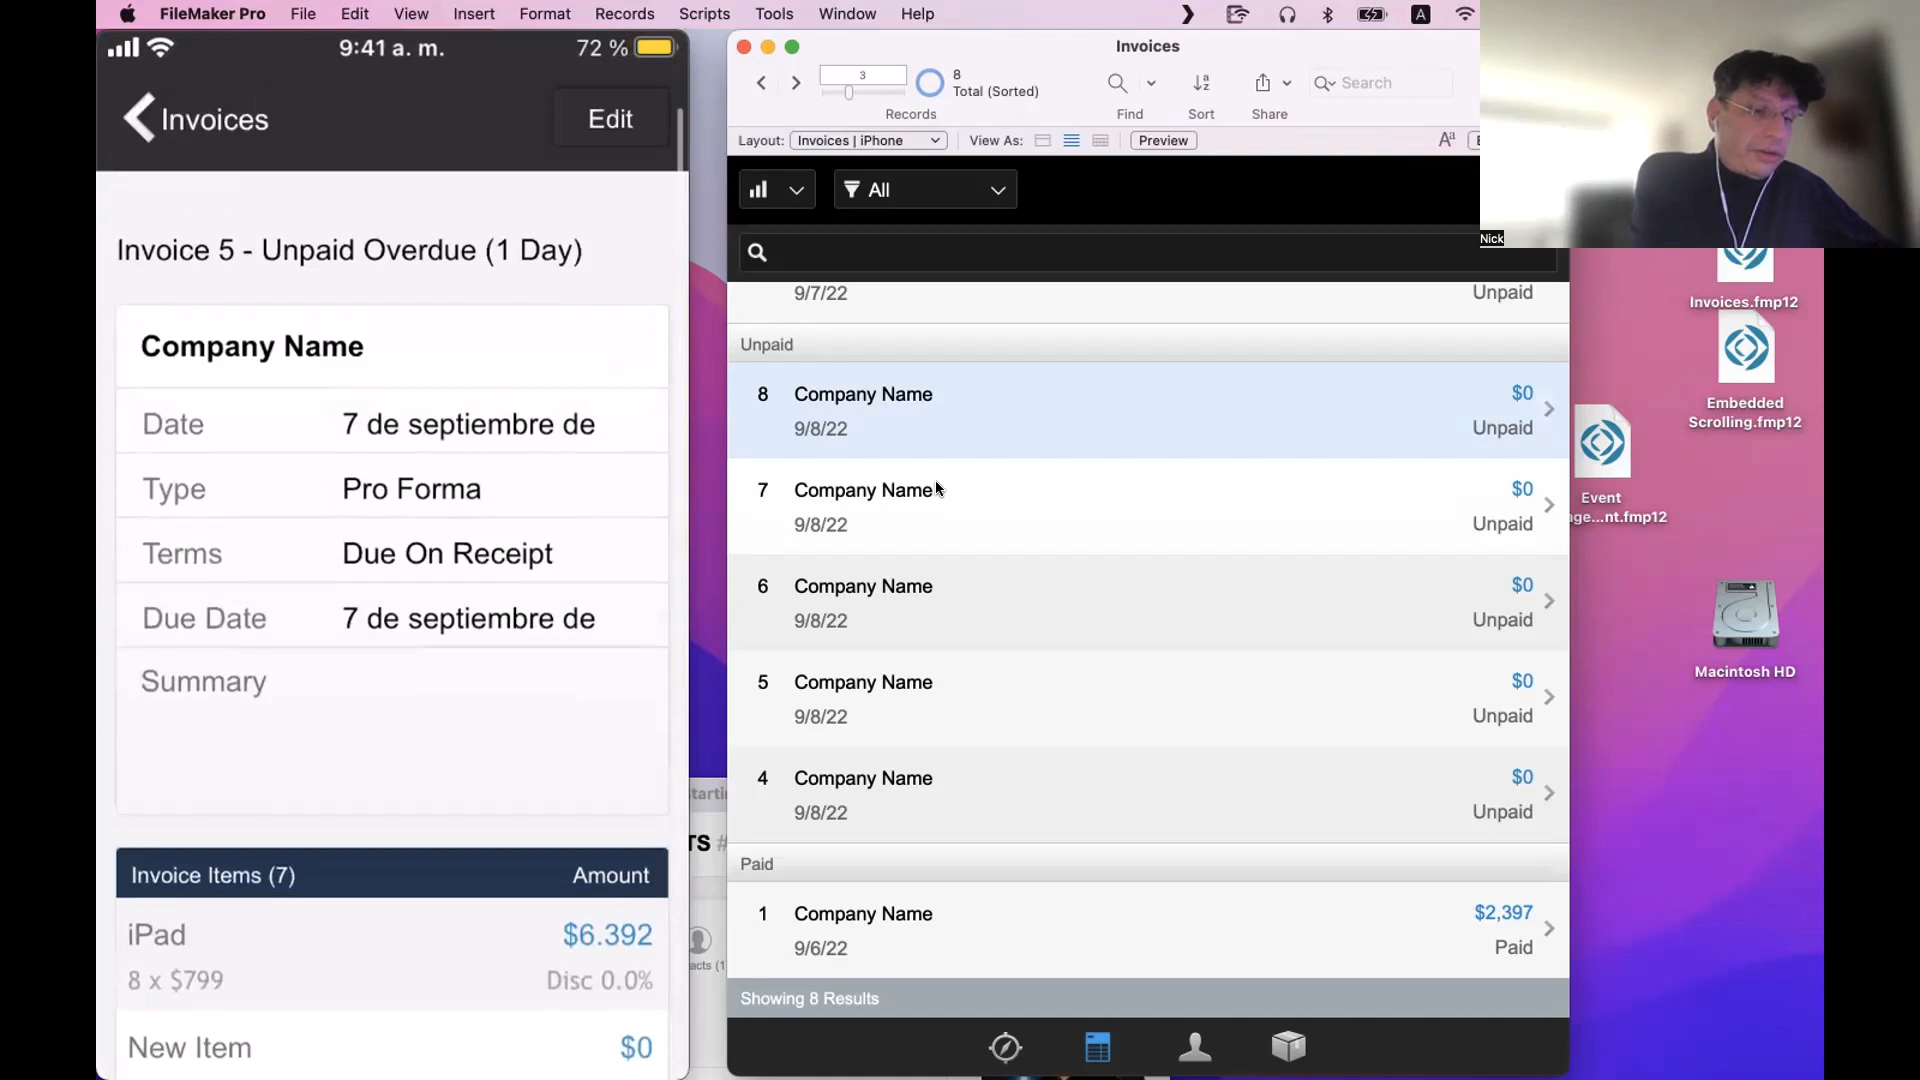 FileMaker Pro File Edit View Insert Format Records Scripts Tools Window Help A
9:41 a. m. 72 %
Invoices Edit
Invoice 5 - Unpaid Overdue (1 Day)
Company Name
Date 7 de septiembre de
Type Pro Forma
Terms Due On Receipt
Due Date 7 de septiembre de
Summary
Invoice Items (7) Amount
iPad $6.392
8 x $799 Disc 0.0%
New Item $0
Invoices
3 8
Total (Sorted) Search
Records Find Sort Share
Layout: Invoices | iPhone View As: Preview Aa
All
9/7/22 Unpaid
Unpaid
8 Company Name $0
9/8/22 Unpaid
7 Company Name $0
9/8/22 Unpaid
6 Company Name $0
9/8/22 Unpaid
5 Company Name $0
9/8/22 Unpaid
4 Company Name $0
9/8/22 Unpaid
Paid
1 Company Name $2,397
9/6/22 Paid
Showing 8 Results
Nick
Invoices.fmp12
Embedded
Scrolling.fmp12
Event
age...nt.fmp12
Macintosh HD